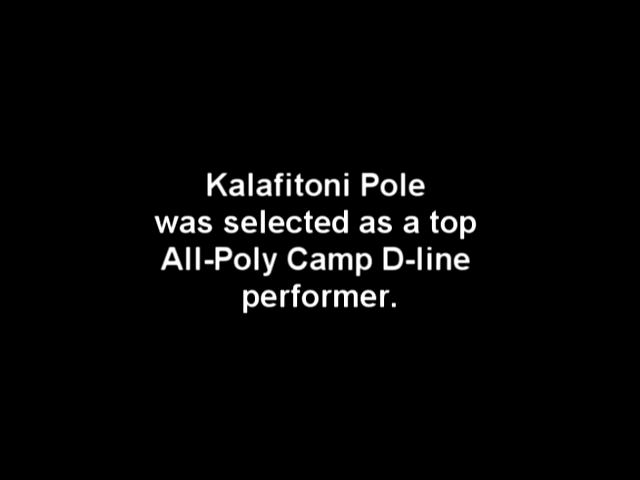 Kalafitoni Pole
was selected as a top
All-Poly Camp D-line
performer.